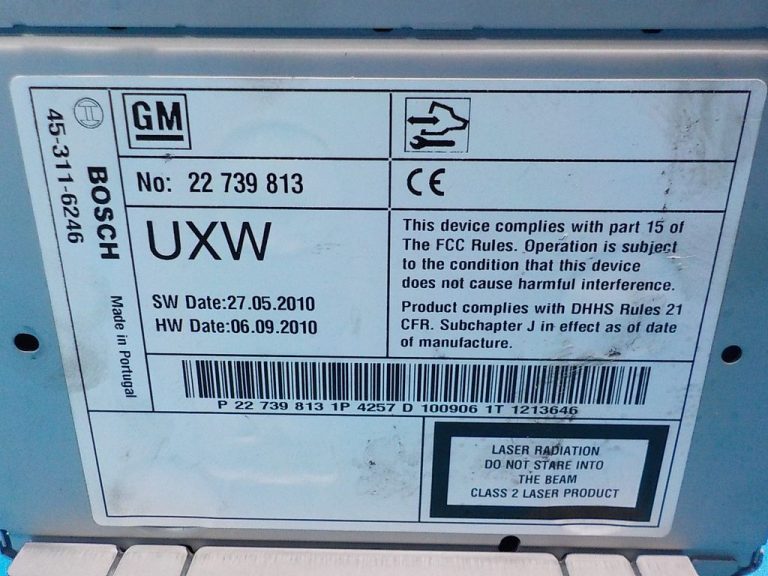 45-311-6246
BOSCH
Made in Portugal
GM
No: 22 739 813
CE
UXW
SW Date:27.05.2010
HW Date:06.09.2010
This device complies with part 15 of
The FCC Rules. Operation is subject
to the condition that this device
does not cause harmful interference.
Product complies with DHHS Rules 21
CFR. Subchapter J in effect as of date
of manufacture.
P 22 739 813 1P 4257 D 100906 1T 1213646
LASER RADIATION
DO NOT STARE INTO
THE BEAM
CLASS 2 LASER PRODUCT